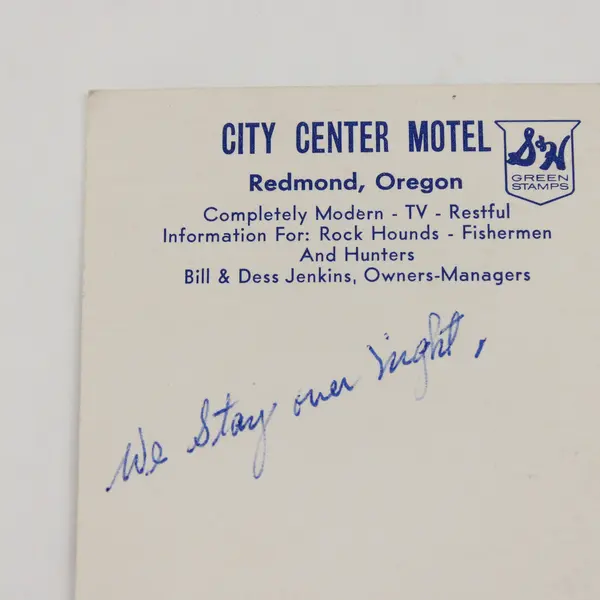 CITY CENTER MOTEL
S&H
GREEN
STAMPS
Redmond, Oregon
Completely Modern - TV - Restful
Information For: Rock Hounds - Fishermen
And Hunters
Bill & Dess Jenkins, Owners-Managers
We Stay over night,